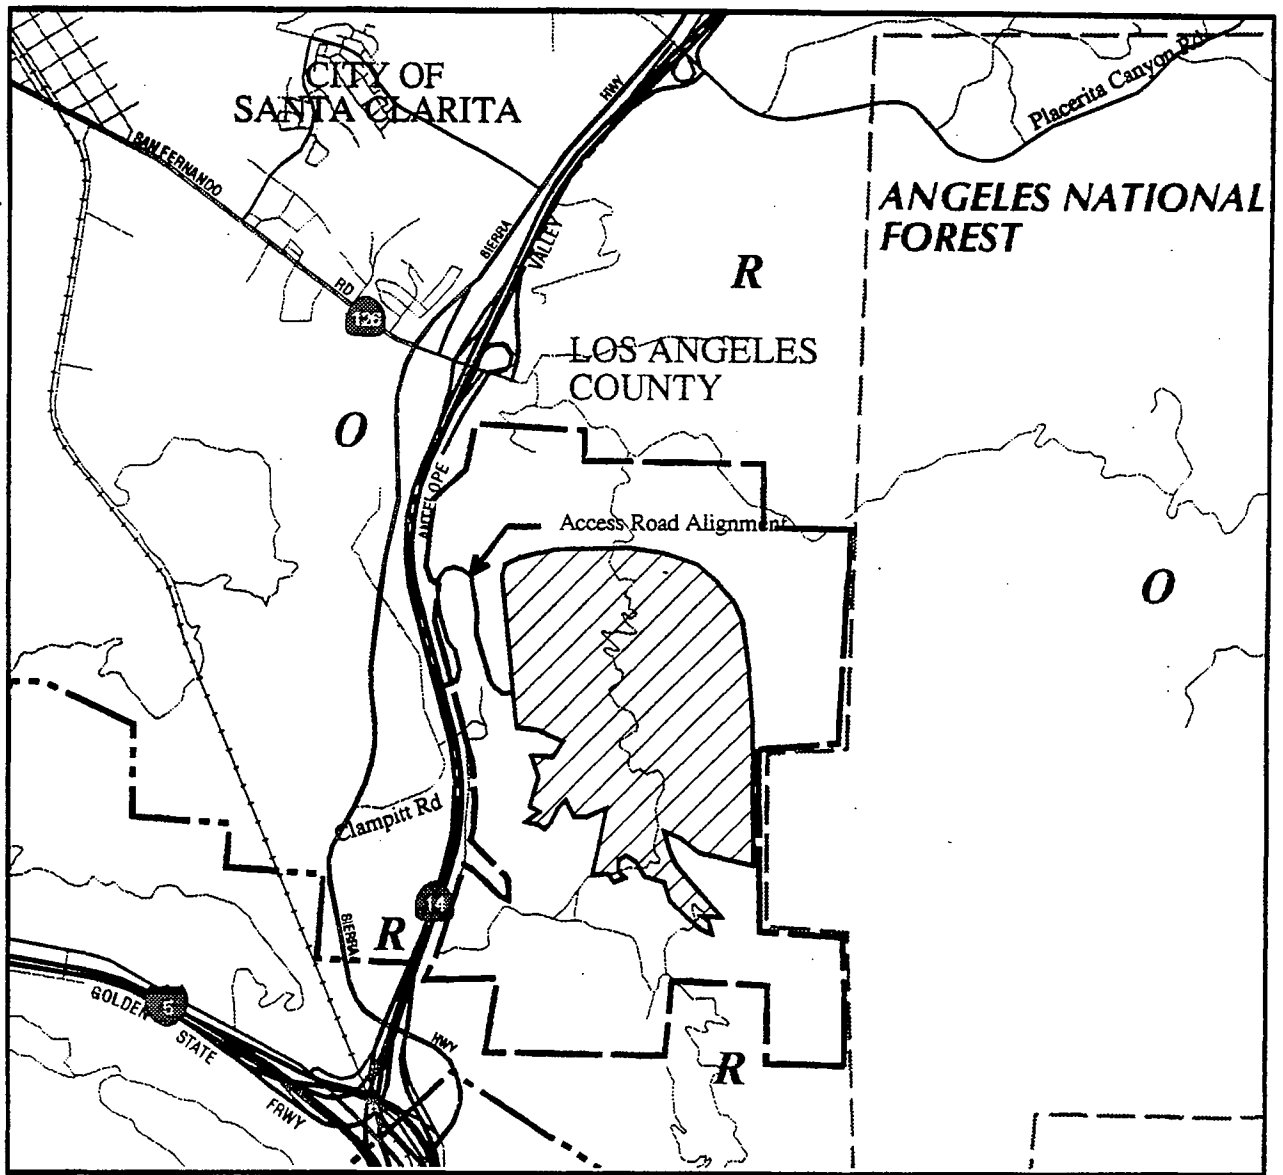 CITY OF
SANTA CLARITA
HWY
Placerita Canyon Rd
SAN FERNANDO
ANGELES NATIONAL
FOREST
SIERRA
VALLEY
R
RD
126
LOS ANGELES
COUNTY
O
ANTELOPE
Access Road Alignment
O
Clampitt Rd
14
SIERRA
R
GOLDEN
5
STATE
HWY
R
FRWY